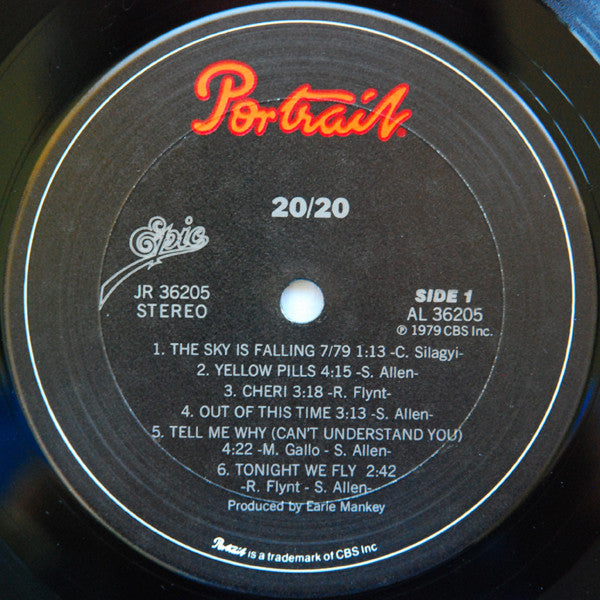 Portrait
20/20
Epic
JR 36205
STEREO
SIDE 1
AL 36205
℗ 1979 CBS Inc.
1. THE SKY IS FALLING 7/79 1:13 -C. Silagyi-
2. YELLOW PILLS 4:15 -S. Allen-
3. CHERI 3:18 -R. Flynt-
4. OUT OF THIS TIME 3:13 -S. Allen-
5. TELL ME WHY (CAN'T UNDERSTAND YOU)
4:22 -M. Gallo - S. Allen-
6. TONIGHT WE FLY 2:42
-R. Flynt - S. Allen-
Produced by Earle Mankey
Portrait is a trademark of CBS Inc